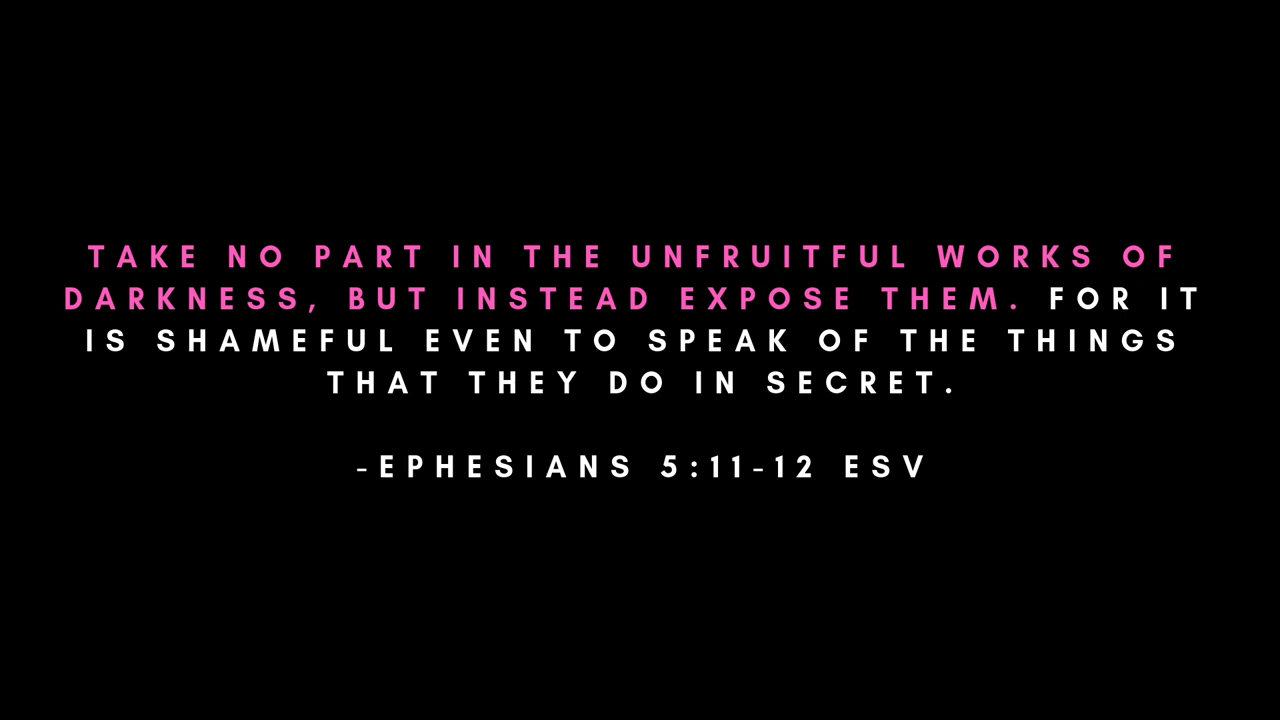 TAKE NO PART IN THE UNFRUITFUL WORKS OF
DARKNESS, BUT INSTEAD EXPOSE THEM. FOR IT
IS SHAMEFUL EVEN TO SPEAK OF THE THINGS
THAT THEY DO IN SECRET.
-EPHESIANS 5:11-12 ESV